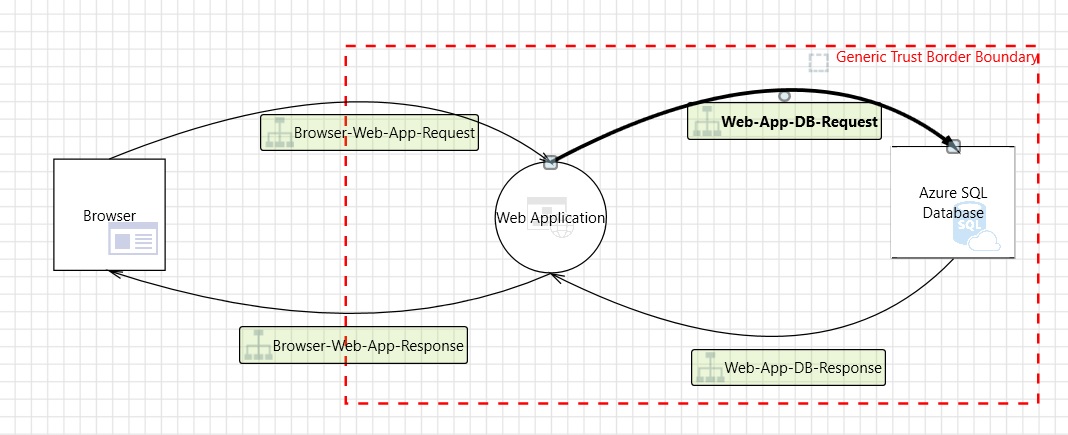 Generic Trust Border Boundary
Browser-Web-App-Request
Web-App-DB-Request
Browser
Web Application
Azure SQL
Database
SQL
Browser-Web-App-Response
Web-App-DB-Response